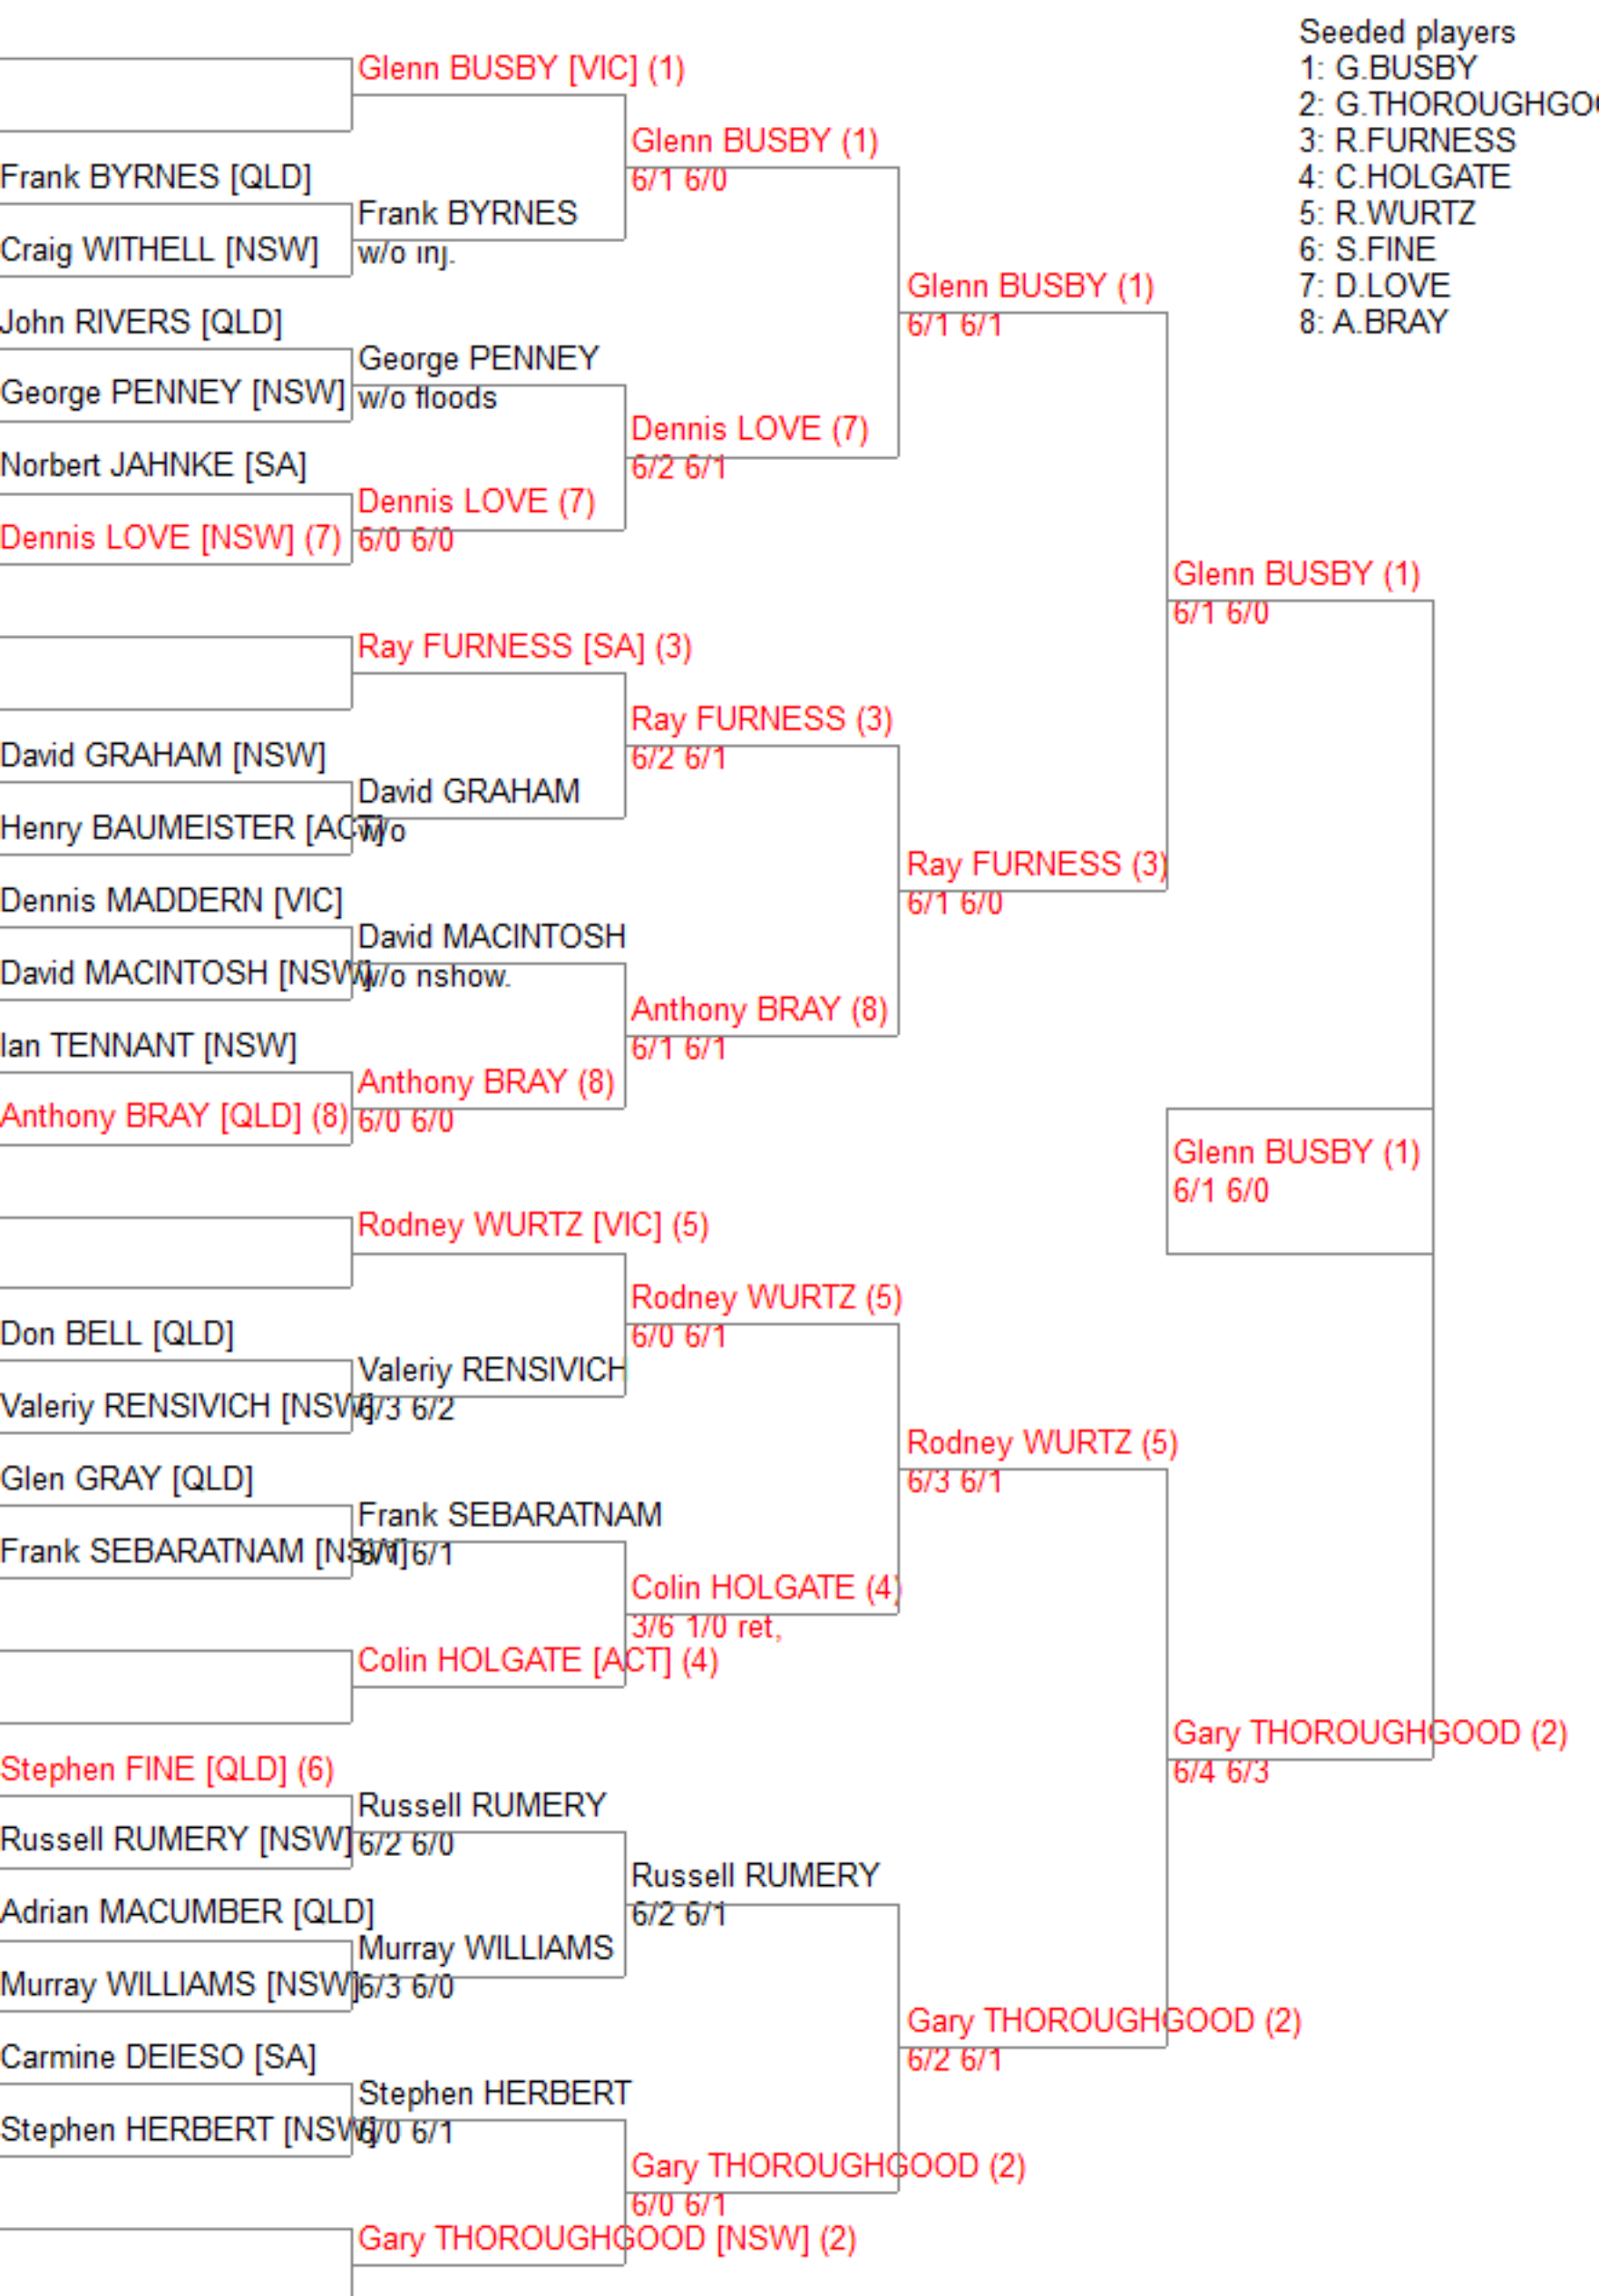 Seeded players
1: G.BUSBY
2: G.THOROUGHGO
3: R.FURNESS
4: C.HOLGATE
5: R.WURTZ
6: S.FINE
7: D.LOVE
8: A.BRAY
Glenn BUSBY [VIC] (1)
Frank BYRNES [QLD]
Craig WITHELL [NSW]
Frank BYRNES
w/o inj.
Glenn BUSBY (1)
6/1 6/0
John RIVERS [QLD]
George PENNEY [NSW]
George PENNEY
w/o floods
Norbert JAHNKE [SA]
Dennis LOVE [NSW] (7)
Dennis LOVE (7)
6/0 6/0
Dennis LOVE (7)
6/2 6/1
Glenn BUSBY (1)
6/1 6/1
Ray FURNESS [SA] (3)
David GRAHAM [NSW]
Henry BAUMEISTER [ACT]
David GRAHAM
w/o
Ray FURNESS (3)
6/2 6/1
Dennis MADDERN [VIC]
David MACINTOSH [NSW]
David MACINTOSH
w/o nshow.
Ian TENNANT [NSW]
Anthony BRAY [QLD] (8)
Anthony BRAY (8)
6/0 6/0
Anthony BRAY (8)
6/1 6/1
Ray FURNESS (3)
6/1 6/0
Glenn BUSBY (1)
6/1 6/0
Glenn BUSBY (1)
6/1 6/0
Rodney WURTZ [VIC] (5)
Don BELL [QLD]
Valeriy RENSIVICH [NSW]
Valeriy RENSIVICH
6/3 6/2
Rodney WURTZ (5)
6/0 6/1
Glen GRAY [QLD]
Frank SEBARATNAM [NSW]
Frank SEBARATNAM
6/1 6/1
Colin HOLGATE [ACT] (4)
Colin HOLGATE (4)
3/6 1/0 ret,
Rodney WURTZ (5)
6/3 6/1
Stephen FINE [QLD] (6)
Russell RUMERY [NSW]
Russell RUMERY
6/2 6/0
Adrian MACUMBER [QLD]
Murray WILLIAMS [NSW]
Murray WILLIAMS
6/3 6/0
Russell RUMERY
6/2 6/1
Carmine DEIESO [SA]
Stephen HERBERT [NSW]
Stephen HERBERT
6/0 6/1
Gary THOROUGHGOOD [NSW] (2)
Gary THOROUGHGOOD (2)
6/0 6/1
Gary THOROUGHGOOD (2)
6/2 6/1
Gary THOROUGHGOOD (2)
6/4 6/3